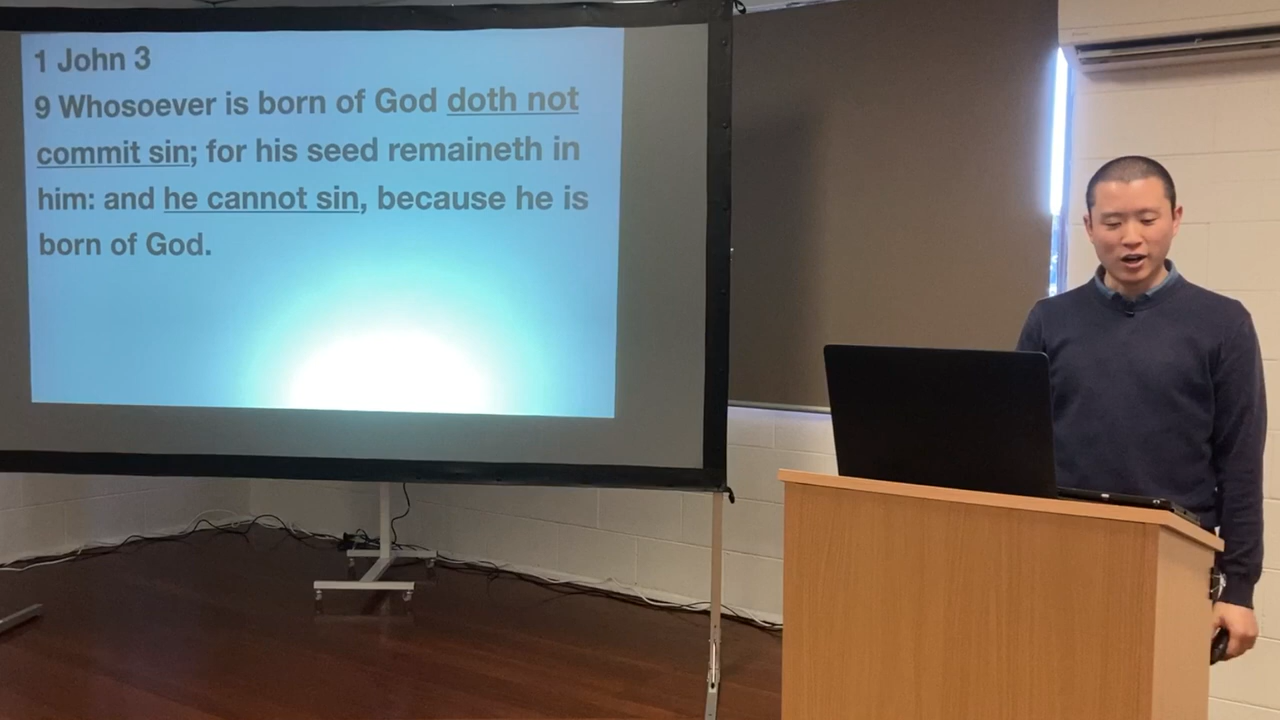 1 John 3
9 Whosoever is born of God doth not
commit sin; for his seed remaineth in
him: and he cannot sin, because he is
born of God.